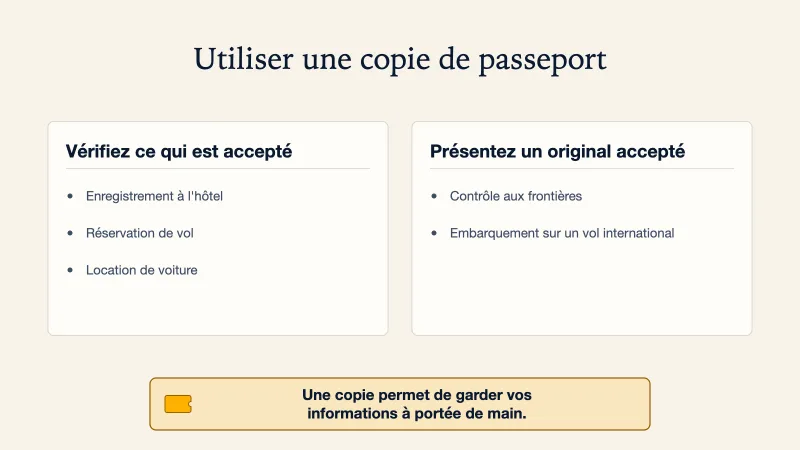 Utiliser une copie de passeport
Vérifiez ce qui est accepté
• Enregistrement à l'hôtel
• Réservation de vol
• Location de voiture
Présentez un original accepté
• Contrôle aux frontières
• Embarquement sur un vol international
Une copie permet de garder vos
informations à portée de main.